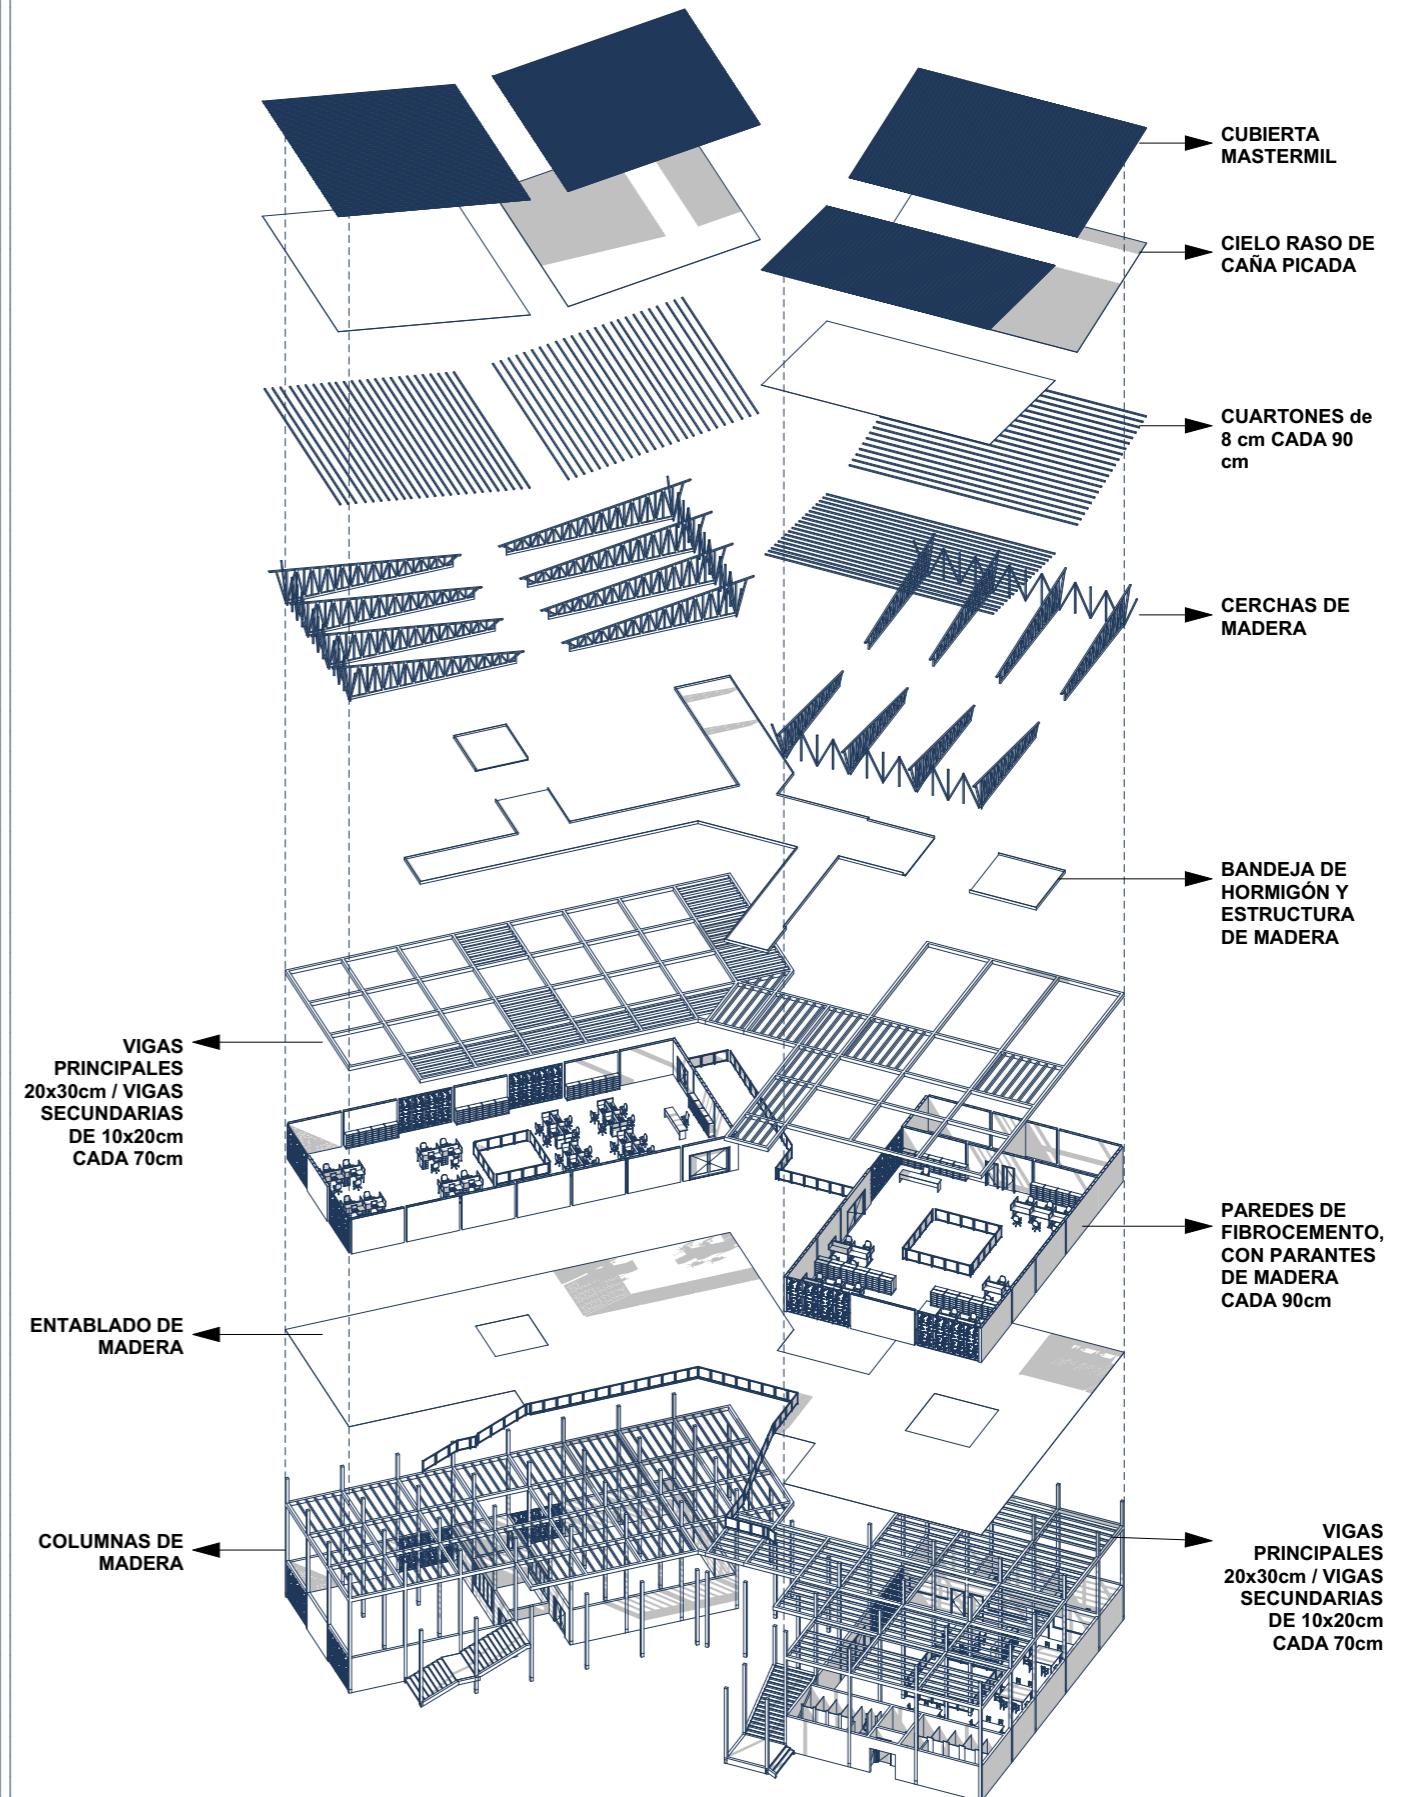 CUBIERTA
MASTERMIL
CIELO RASO DE
CAÑA PICADA
CUARTONES de
8 cm CADA 90
cm
CERCHAS DE
MADERA
BANDEJA DE
HORMIGÓN Y
ESTRUCTURA
DE MADERA
VIGAS
PRINCIPALES
20x30cm / VIGAS
SECUNDARIAS
DE 10x20cm
CADA 70cm
PAREDES DE
FIBROCEMENTO,
CON PARANTES
DE MADERA
CADA 90cm
ENTABLADO DE
MADERA
COLUMNAS DE
MADERA
VIGAS
PRINCIPALES
20x30cm / VIGAS
SECUNDARIAS
DE 10x20cm
CADA 70cm